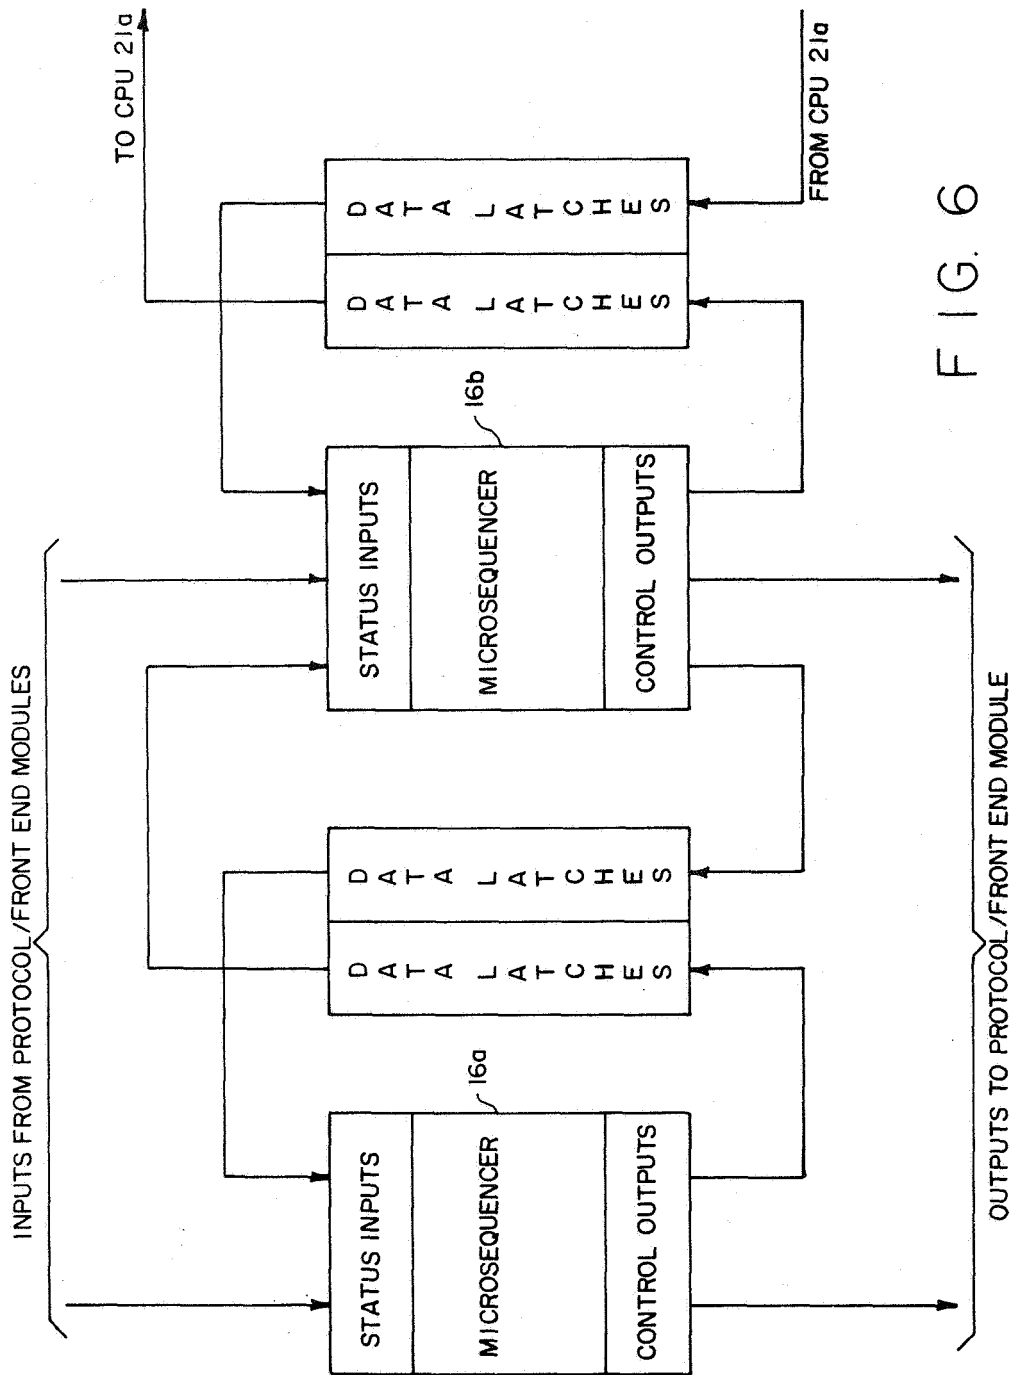 INPUTS FROM PROTOCOL/FRONT END MODULES
TO CPU 21a
STATUS INPUTS
MICROSEQUENCER
CONTROL OUTPUTS
16a
DATA LATCHES
DATA LATCHES
STATUS INPUTS
MICROSEQUENCER
CONTROL OUTPUTS
16b
DATA LATCHES
DATA LATCHES
FROM CPU 21a
OUTPUTS TO PROTOCOL/FRONT END MODULE
FIG. 6